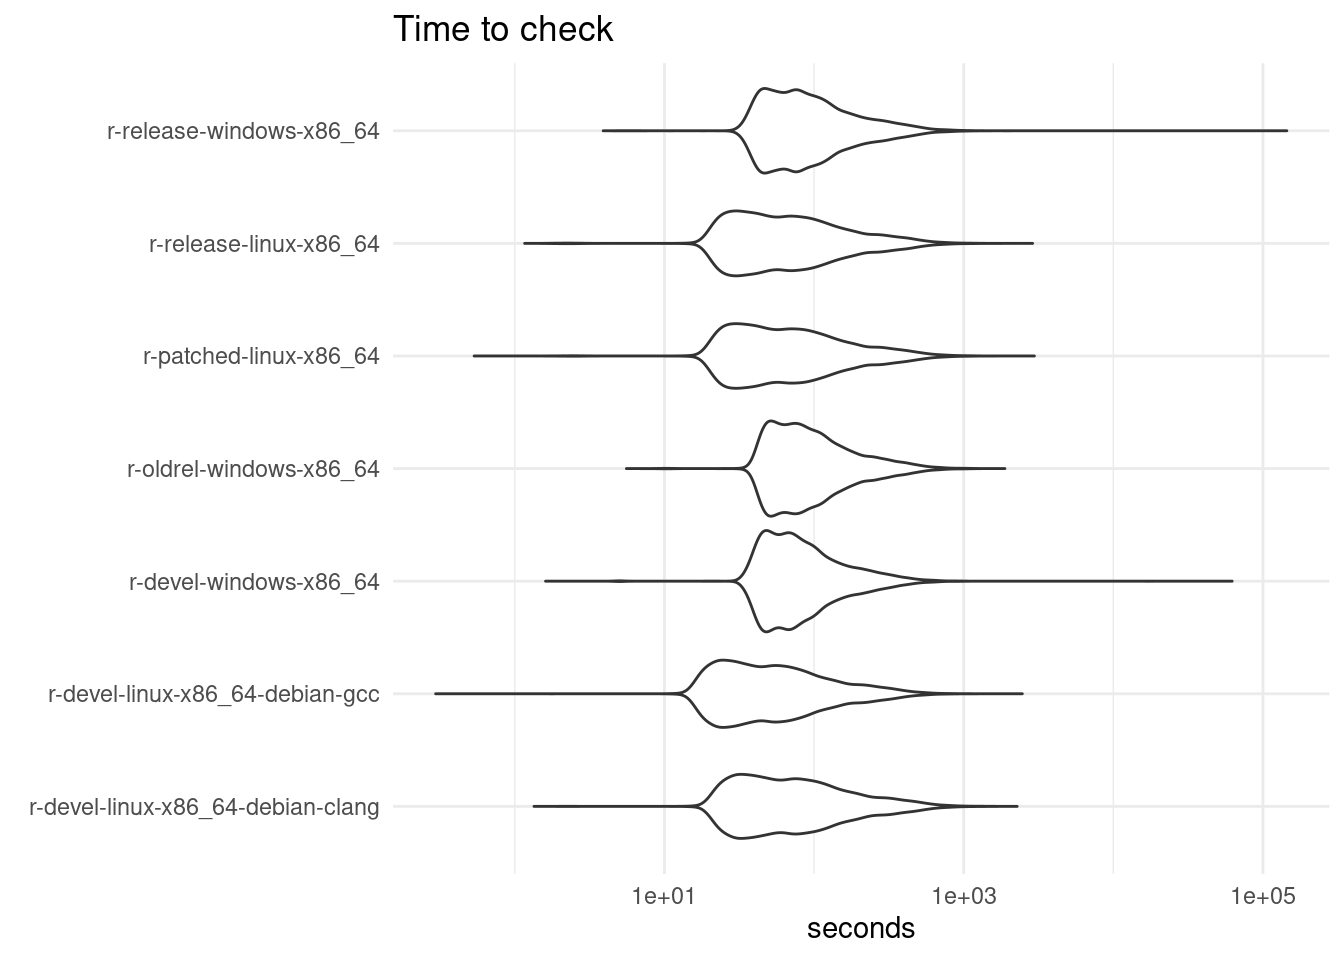 Time to check
r-release-windows-x86_64
r-release-linux-x86_64
r-patched-linux-x86_64
r-oldrel-windows-x86_64
r-devel-windows-x86_64
r-devel-linux-x86_64-debian-gcc
r-devel-linux-x86_64-debian-clang
1e+01 1e+03 1e+05
seconds